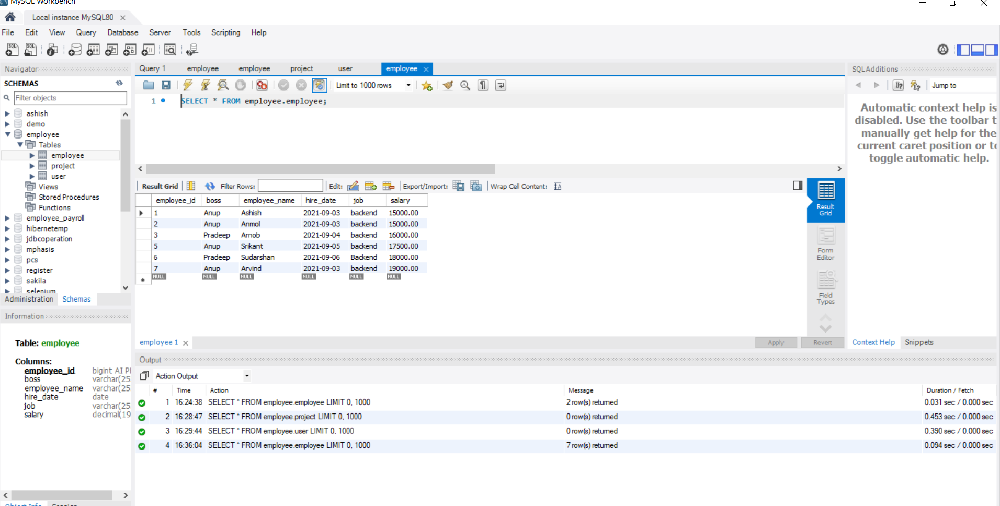 MySQL Workbench
Local instance MySQL80
File Edit View Query Database Server Tools Scripting Help
Navigator
SCHEMAS
Filter objects
ashish
demo
employee
Tables
employee
project
user
Views
Stored Procedures
Functions
employee_payroll
hibernetemp
jdbcoperation
mphasis
pcs
register
sakila
selenium
Administration Schemas
Information
Table: employee
Columns:
employee_id bigint AI P
boss varchar(25
employee_name varchar(25
hire_date date
job varchar(25
salary decimal(19
Object Info Session
Query 1 employee employee project user employee
Limit to 1000 rows
1 SELECT * FROM employee.employee;
Result Grid Filter Rows: Edit: Export/Import: Wrap Cell Content:
employee_id boss employee_name hire_date job salary
1 Anup Ashish 2021-09-03 backend 15000.00
2 Anup Anmol 2021-09-03 backend 15000.00
3 Pradeep Arnob 2021-09-04 backend 16000.00
5 Anup Srikant 2021-09-05 backend 17500.00
6 Pradeep Sudarshan 2021-09-06 Backend 18000.00
7 Anup Arvind 2021-09-03 backend 19000.00
NULL NULL NULL NULL NULL NULL
Result
Grid
Form
Editor
Field
Types
employee 1 Apply Revert
SQLAdditions
Jump to
Automatic context help is
disabled. Use the toolbar t
manually get help for the
current caret position or to
toggle automatic help.
Context Help Snippets
Output
Action Output
# Time Action Message Duration / Fetch
1 16:24:38 SELECT * FROM employee.employee LIMIT 0, 1000 2 row(s) returned 0.031 sec / 0.000 sec
2 16:28:47 SELECT * FROM employee.project LIMIT 0, 1000 0 row(s) returned 0.453 sec / 0.000 sec
3 16:29:44 SELECT * FROM employee.user LIMIT 0, 1000 0 row(s) returned 0.390 sec / 0.000 sec
4 16:36:04 SELECT * FROM employee.employee LIMIT 0, 1000 7 row(s) returned 0.094 sec / 0.000 sec